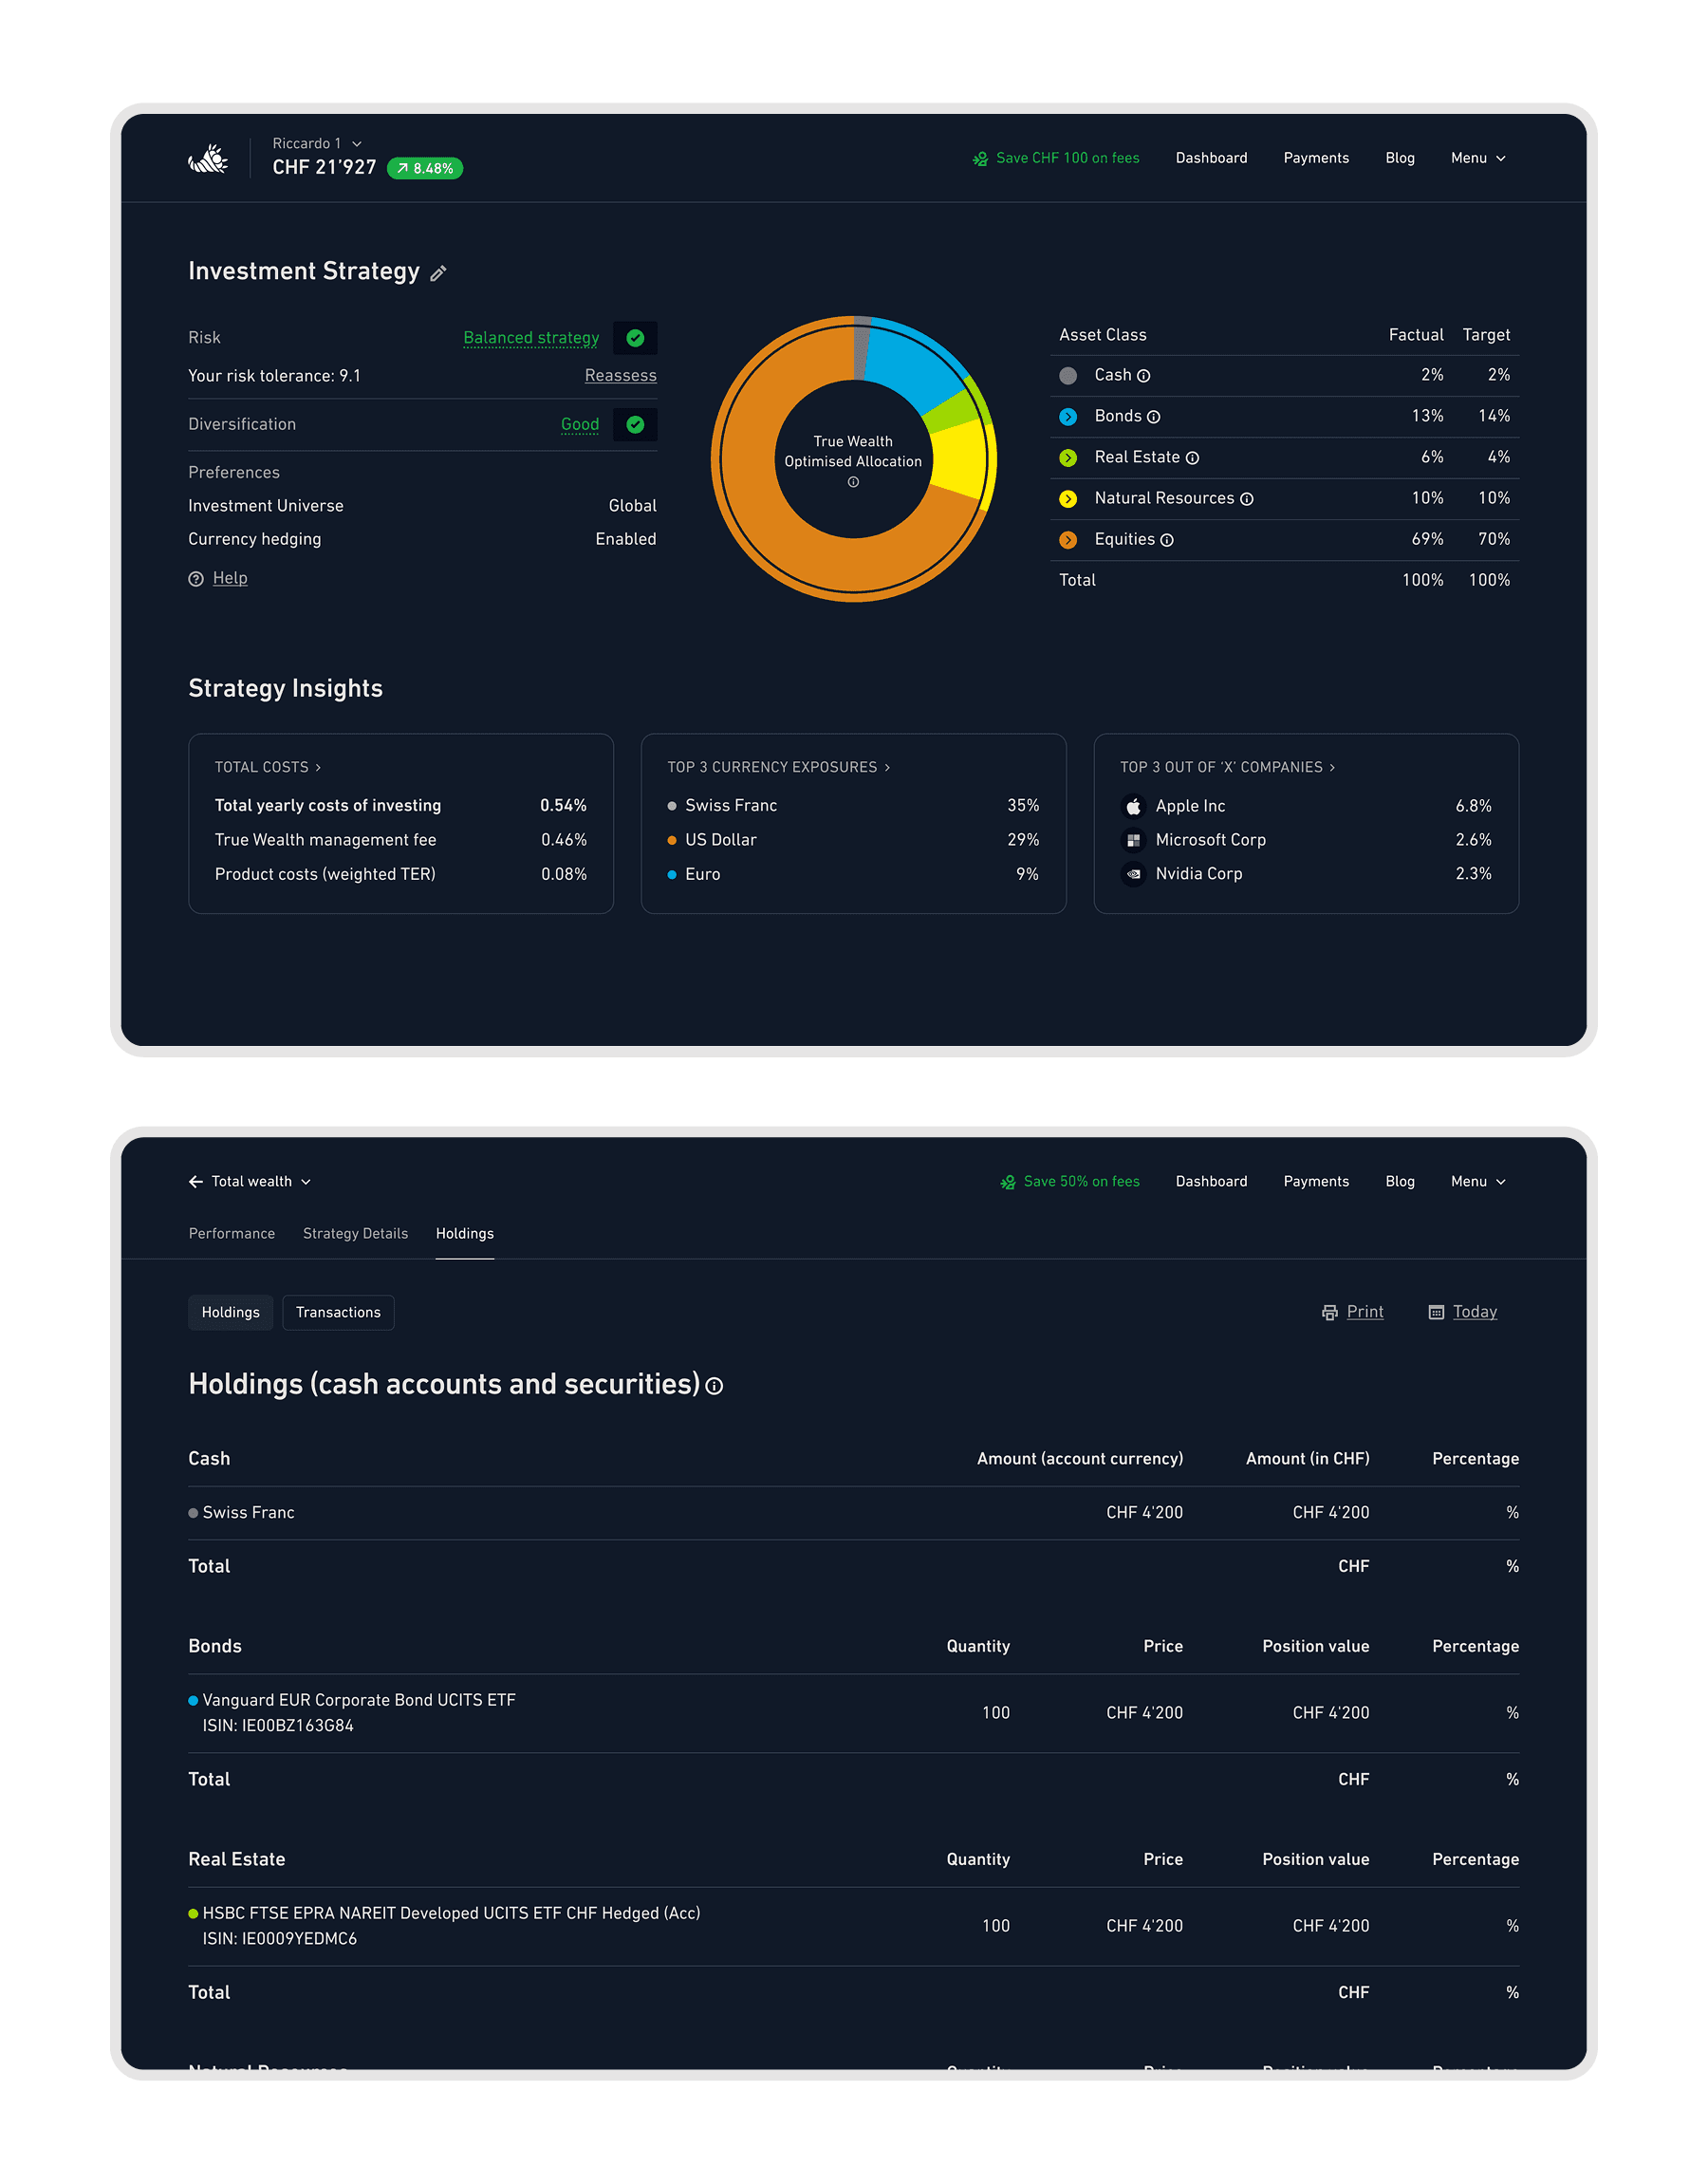 Riccardo 1
CHF 21’927 8.48%
Save CHF 100 on fees Dashboard Payments Blog Menu
Investment Strategy
Risk Balanced strategy
Your risk tolerance: 9.1 Reassess
Diversification Good
Preferences
Investment Universe Global
Currency hedging Enabled
Help
True Wealth
Optimised Allocation
Asset Class Factual Target
Cash 2% 2%
Bonds 13% 14%
Real Estate 6% 4%
Natural Resources 10% 10%
Equities 69% 70%
Total 100% 100%
Strategy Insights
TOTAL COSTS
Total yearly costs of investing 0.54%
True Wealth management fee 0.46%
Product costs (weighted TER) 0.08%
TOP 3 CURRENCY EXPOSURES
Swiss Franc 35%
US Dollar 29%
Euro 9%
TOP 3 OUT OF ‘X’ COMPANIES
Apple Inc 6.8%
Microsoft Corp 2.6%
Nvidia Corp 2.3%
Total wealth Save 50% on fees Dashboard Payments Blog Menu
Performance Strategy Details Holdings
Holdings Transactions Print Today
Holdings (cash accounts and securities)
Cash Amount (account currency) Amount (in CHF) Percentage
Swiss Franc CHF 4'200 CHF 4'200 %
Total CHF %
Bonds Quantity Price Position value Percentage
Vanguard EUR Corporate Bond UCITS ETF
ISIN: IE00BZ163G84 100 CHF 4'200 CHF 4'200 %
Total CHF %
Real Estate Quantity Price Position value Percentage
HSBC FTSE EPRA NAREIT Developed UCITS ETF CHF Hedged (Acc)
ISIN: IE0009YEDMC6 100 CHF 4'200 CHF 4'200 %
Total CHF %
Natural Resources Quantity Price Position value Percentage